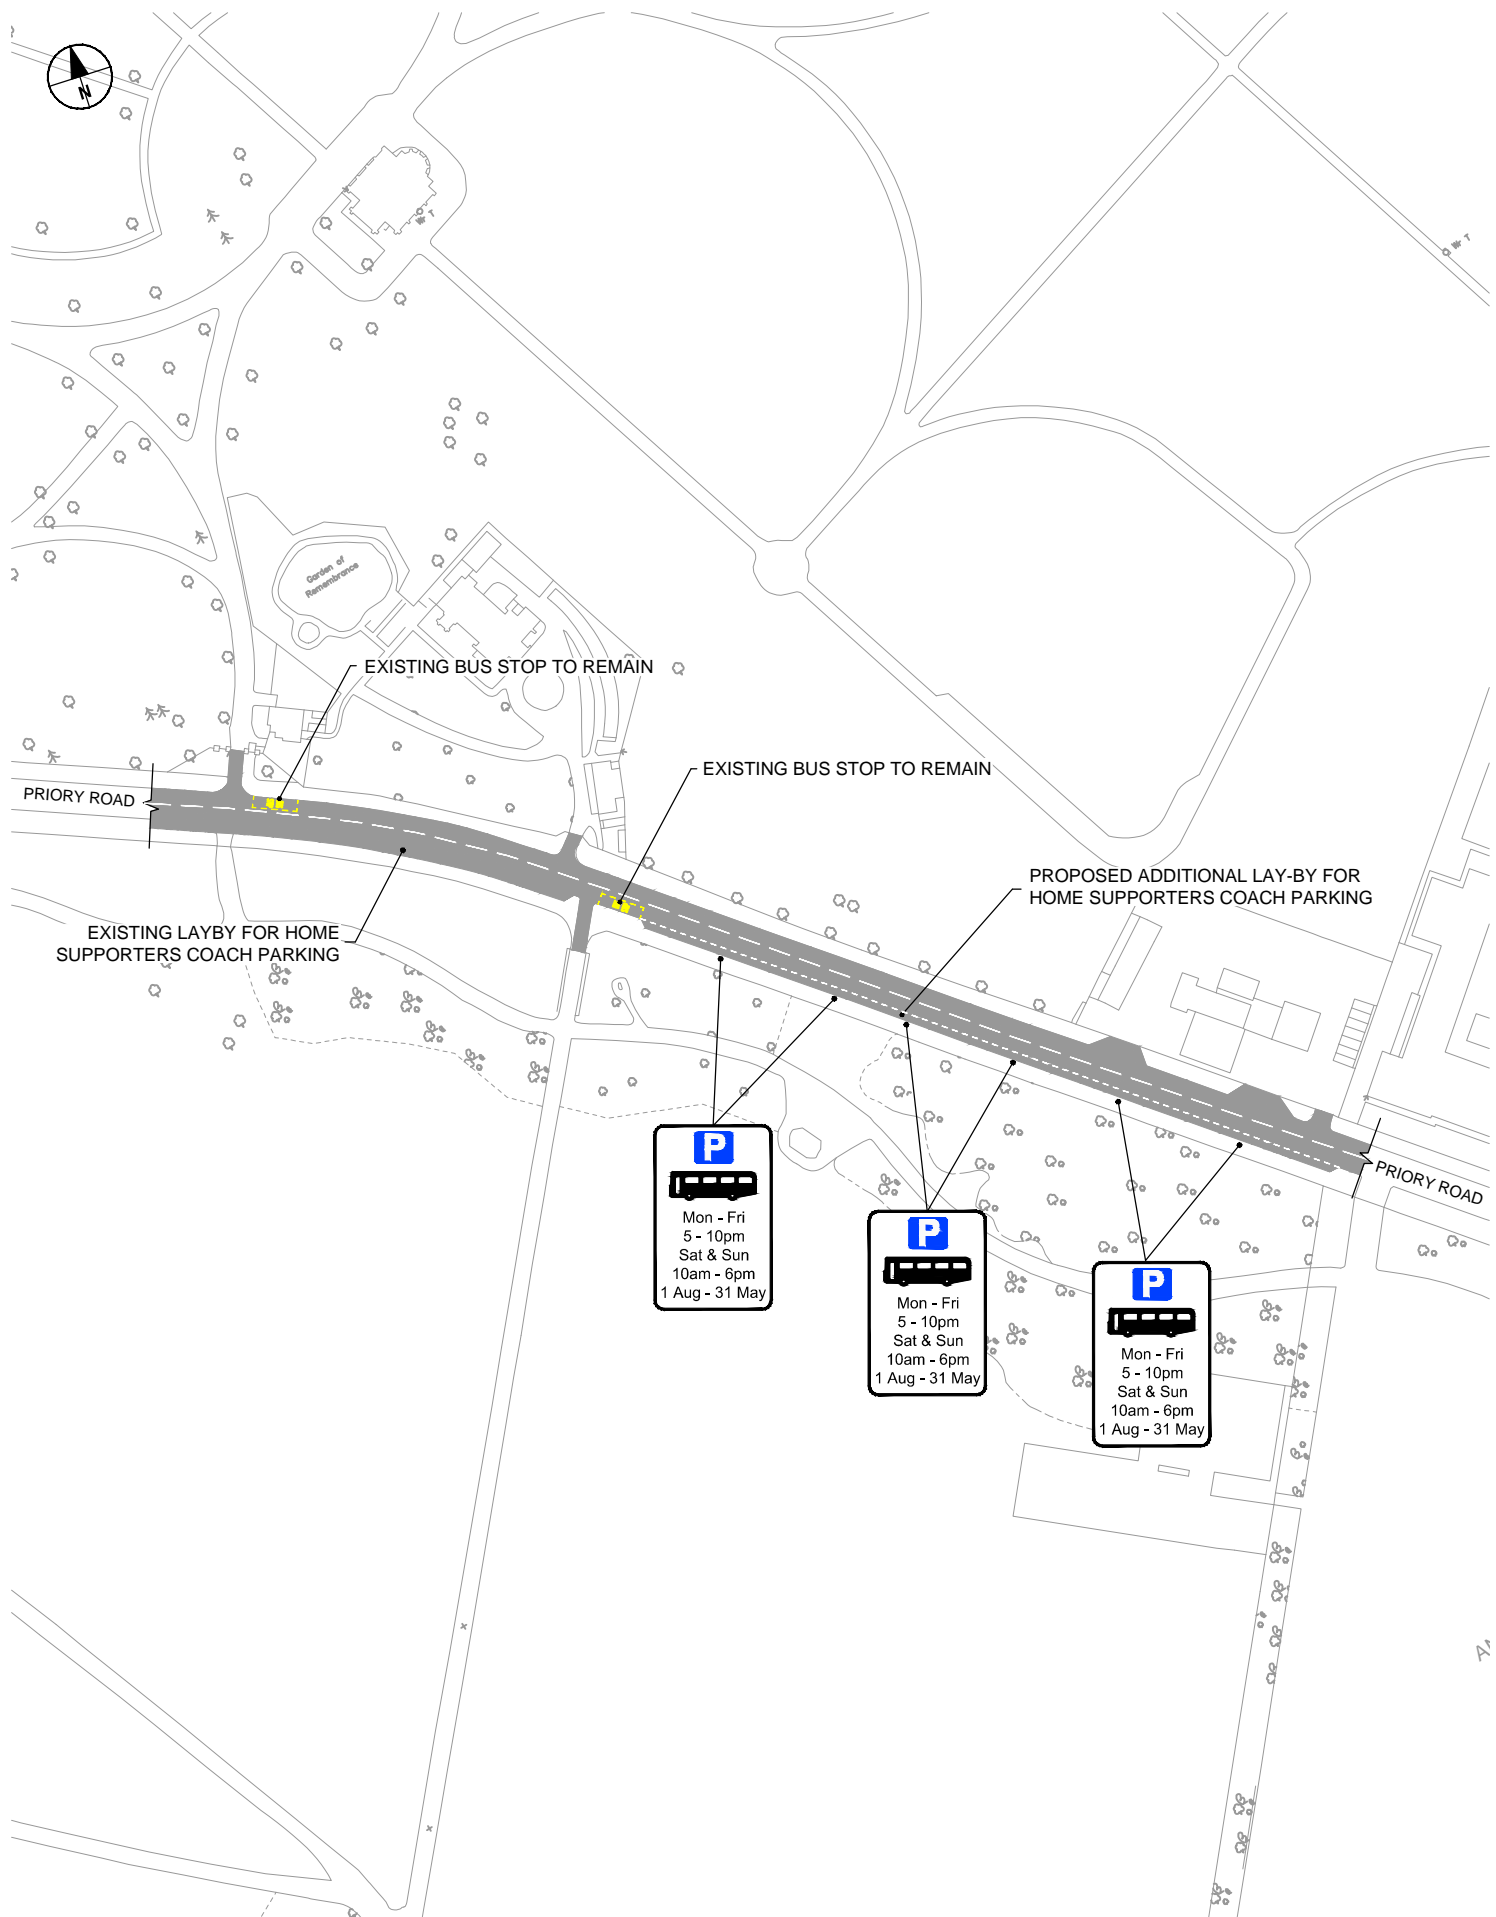 N
W T
W T
Garden of
Remembrance
EXISTING BUS STOP TO REMAIN
EXISTING BUS STOP TO REMAIN
PRIORY ROAD
PROPOSED ADDITIONAL LAY-BY FOR
HOME SUPPORTERS COACH PARKING
EXISTING LAYBY FOR HOME
SUPPORTERS COACH PARKING
PRIORY ROAD
P
Mon - Fri
5 - 10pm
Sat & Sun
10am - 6pm
1 Aug - 31 May
P
Mon - Fri
5 - 10pm
Sat & Sun
10am - 6pm
1 Aug - 31 May
P
Mon - Fri
5 - 10pm
Sat & Sun
10am - 6pm
1 Aug - 31 May